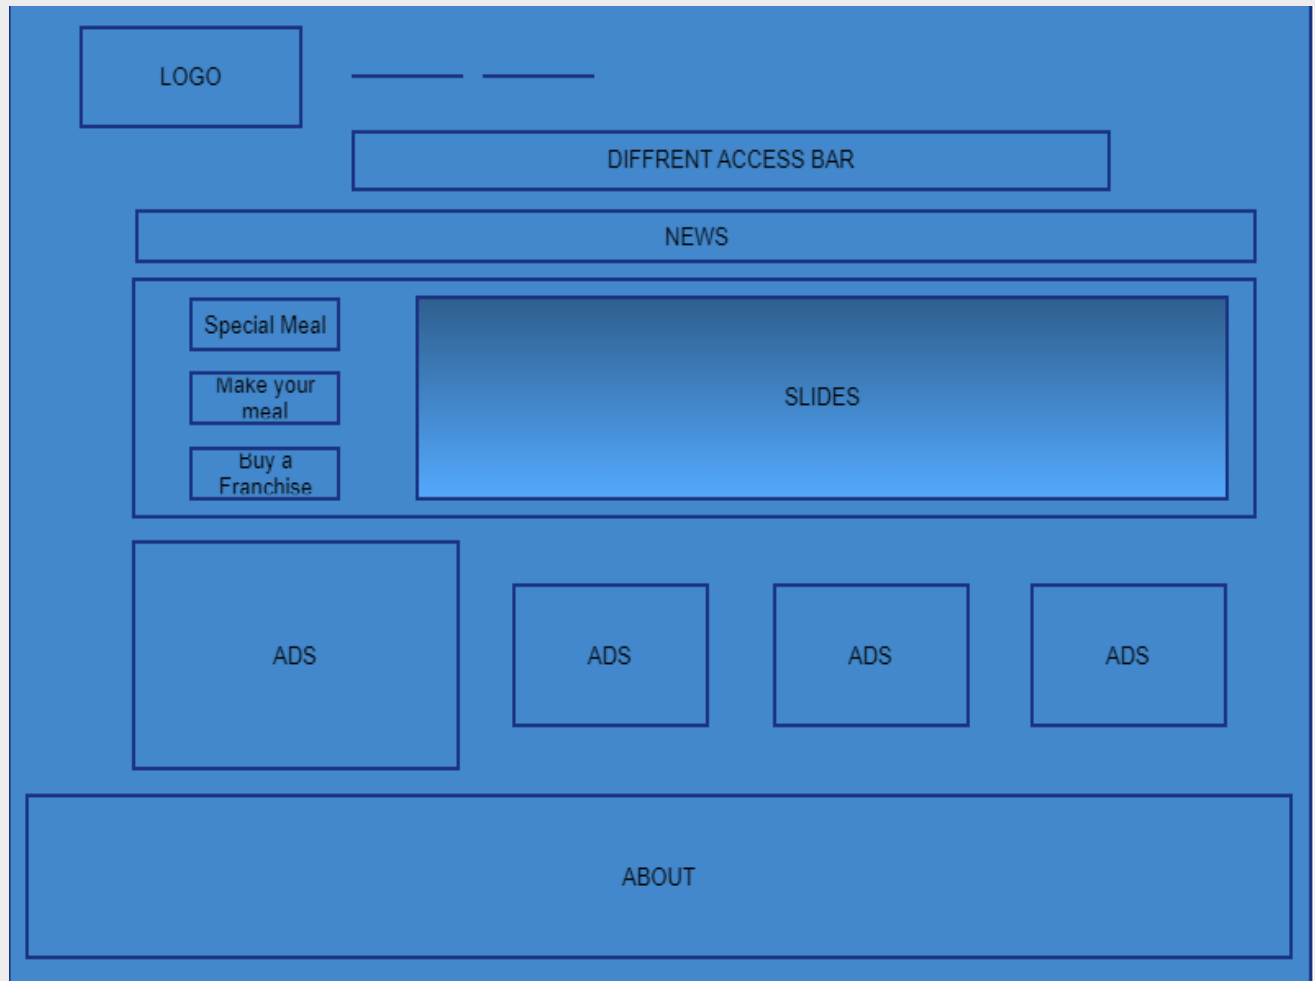 LOGO
DIFFRENT ACCESS BAR
NEWS
Special Meal
Make your
meal
Buy a
Franchise
SLIDES
ADS
ADS
ADS
ADS
ABOUT